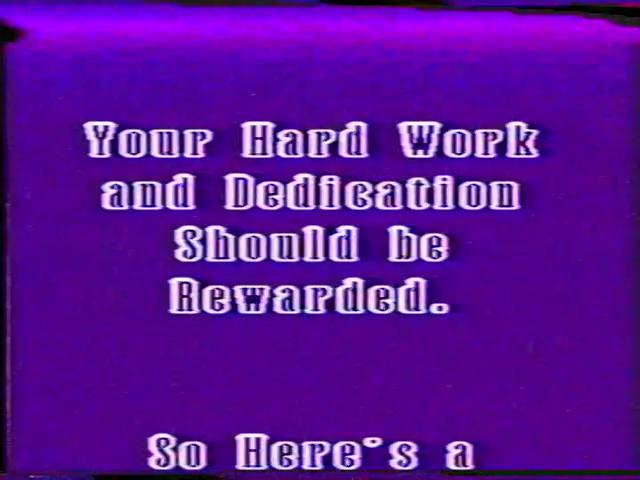 Your Hard Work
and Dedication
Should be
Rewarded.
So Here's a